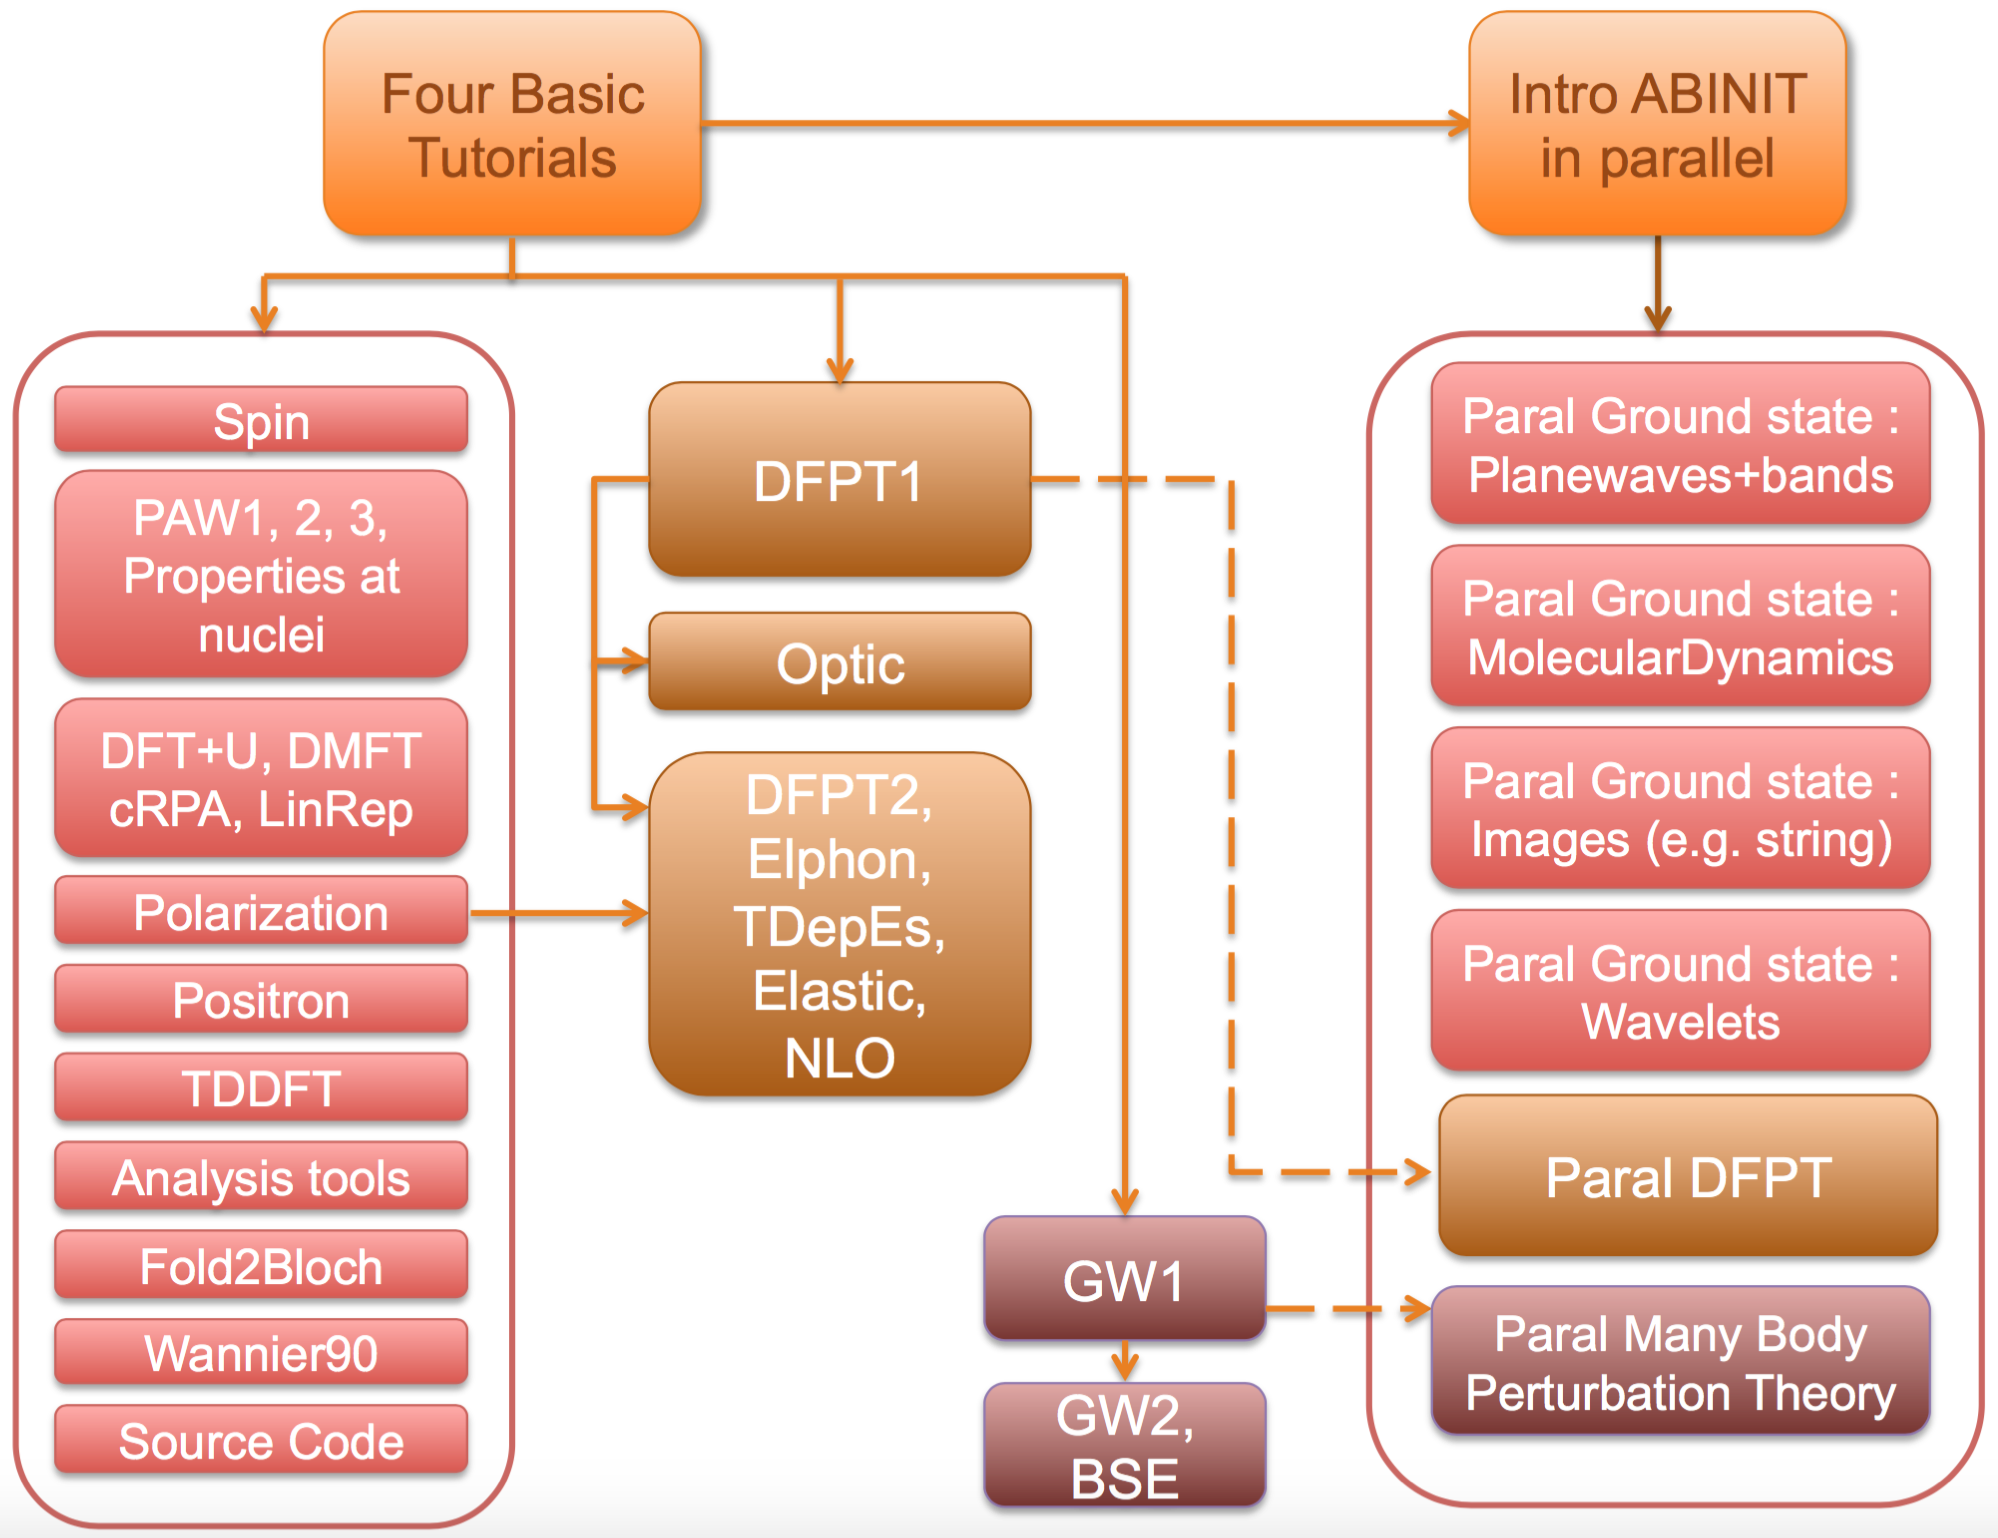 Four Basic
Tutorials
Intro ABINIT
in parallel
Spin
PAW1, 2, 3,
Properties at
nuclei
DFT+U, DMFT
cRPA, LinRep
Polarization
Positron
TDDFT
Analysis tools
Fold2Bloch
Wannier90
Source Code
DFPT1
Optic
DFPT2,
Elphon,
TDepEs,
Elastic,
NLO
GW1
GW2,
BSE
Paral Ground state :
Planewaves+bands
Paral Ground state :
MolecularDynamics
Paral Ground state :
Images (e.g. string)
Paral Ground state :
Wavelets
Paral DFPT
Paral Many Body
Perturbation Theory